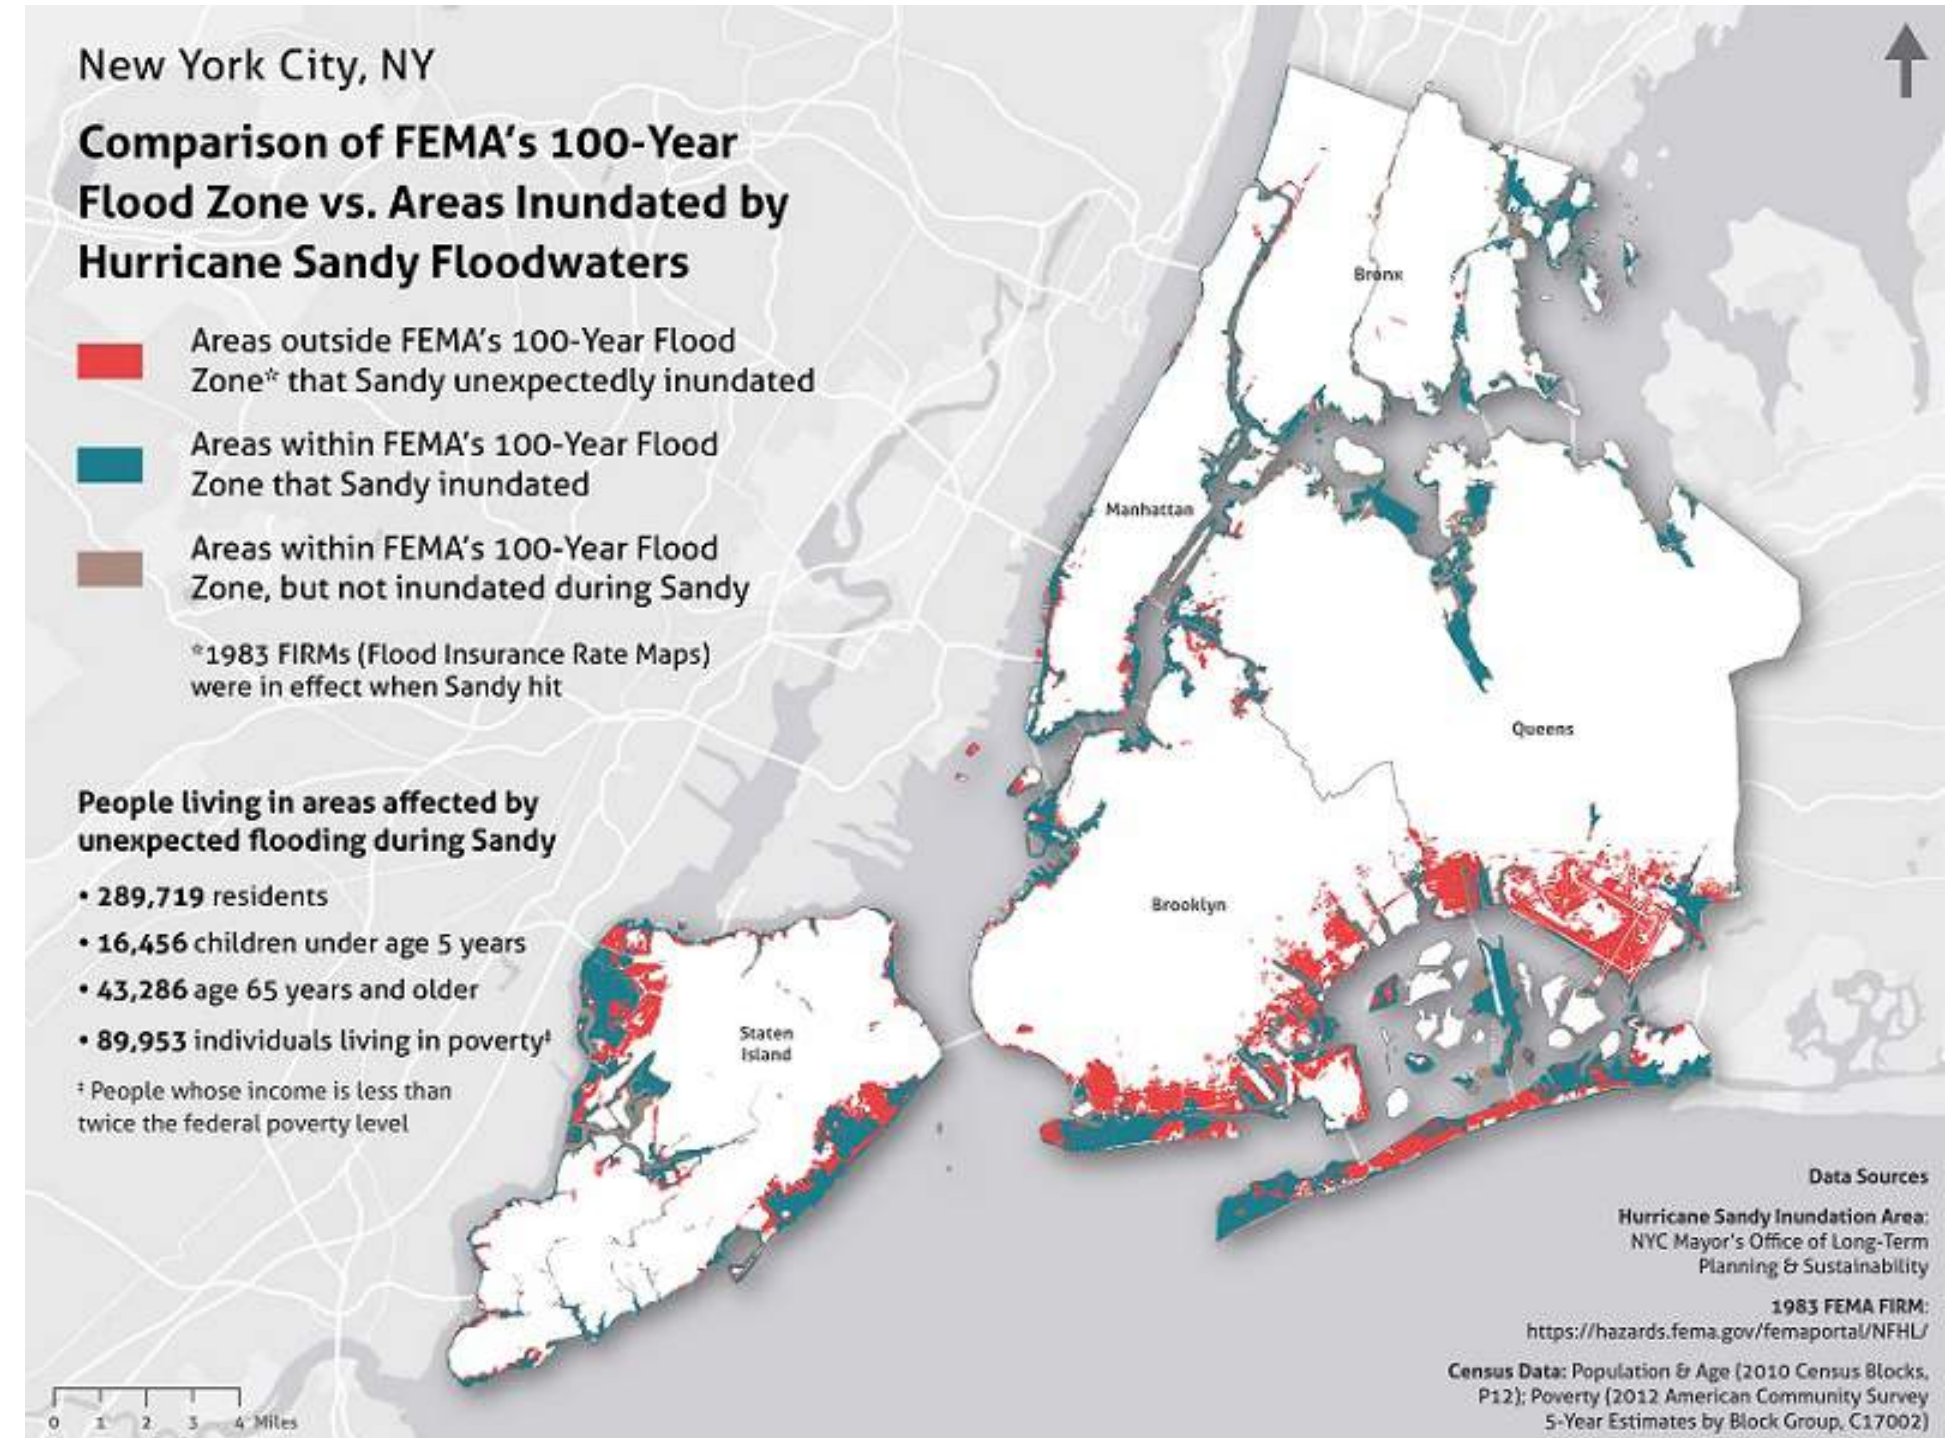 New York City, NY
Comparison of FEMA's 100-Year
Flood Zone vs. Areas Inundated by
Hurricane Sandy Floodwaters
Areas outside FEMA's 100-Year Flood
Zone* that Sandy unexpectedly inundated
Areas within FEMA's 100-Year Flood
Zone that Sandy inundated
Areas within FEMA's 100-Year Flood
Zone, but not inundated during Sandy
*1983 FIRMs (Flood Insurance Rate Maps)
were in effect when Sandy hit
People living in areas affected by
unexpected flooding during Sandy
• 289,719 residents
• 16,456 children under age 5 years
• 43,286 age 65 years and older
• 89,953 individuals living in poverty‡
‡ People whose income is less than
twice the federal poverty level
0 1 2 3 4 Miles
Bronx
Manhattan
Queens
Brooklyn
Staten
Island
Data Sources
Hurricane Sandy Inundation Area:
NYC Mayor's Office of Long-Term
Planning & Sustainability
1983 FEMA FIRM:
https://hazards.fema.gov/femaportal/NFHL/
Census Data: Population & Age (2010 Census Blocks,
P12); Poverty (2012 American Community Survey
5-Year Estimates by Block Group, C17002)